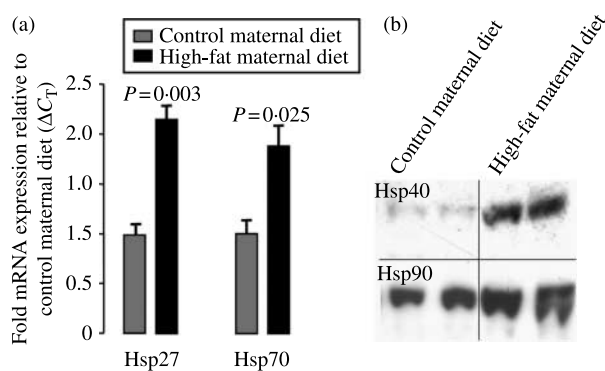 (a)
Control maternal diet
High-fat maternal diet
Fold mRNA expression relative to
control maternal diet (ΔCT)
2.5
2.0
1.0
1.5
0.5
0
P=0·003
P=0·025
Hsp27
Hsp70
(b)
Control maternal diet
High-fat maternal diet
Hsp40
Hsp90